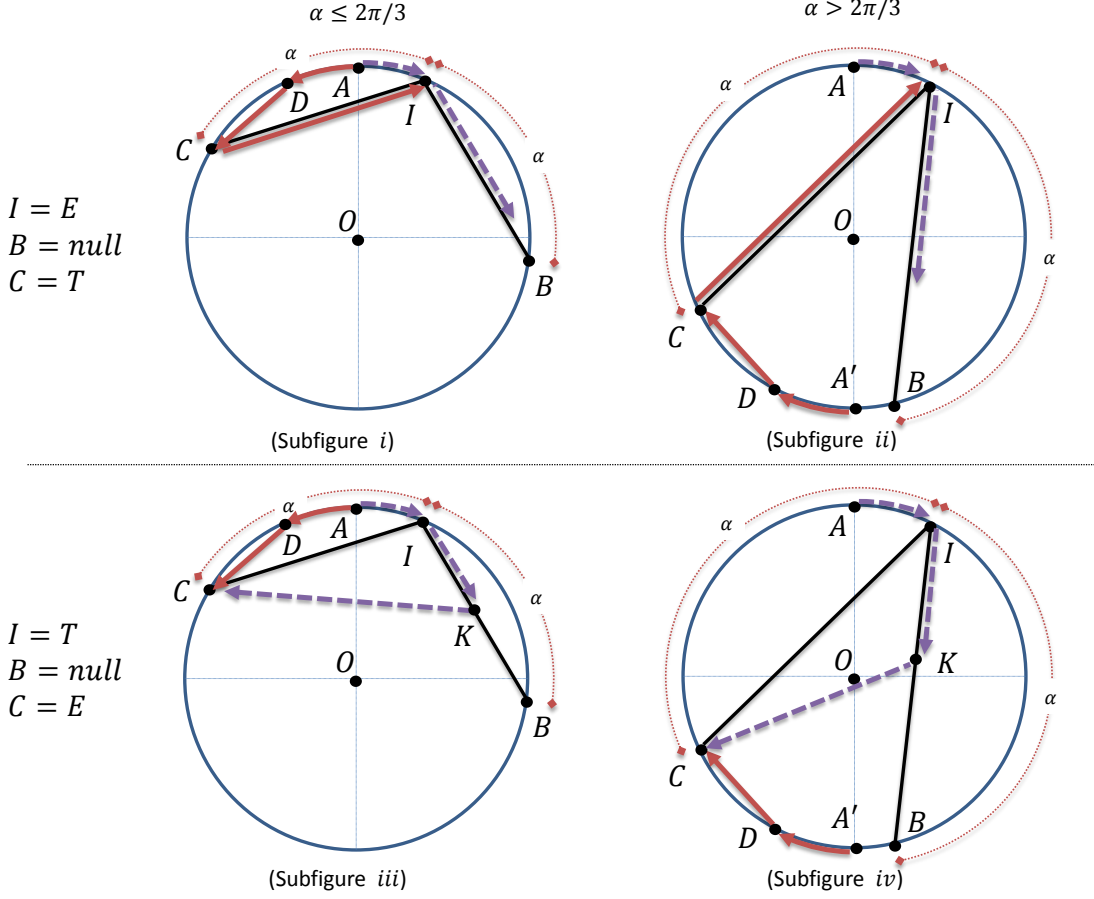 α ≤ 2π/3
α > 2π/3
α
A
D
I
C
α
O
B
I = E
B = null
C = T
(Subfigure i)
A
I
α
O
α
C
A′
B
D
(Subfigure ii)
α
A
D
I
C
α
K
O
B
I = T
B = null
C = E
(Subfigure iii)
A
I
α
O
K
α
C
A′
B
D
(Subfigure iv)